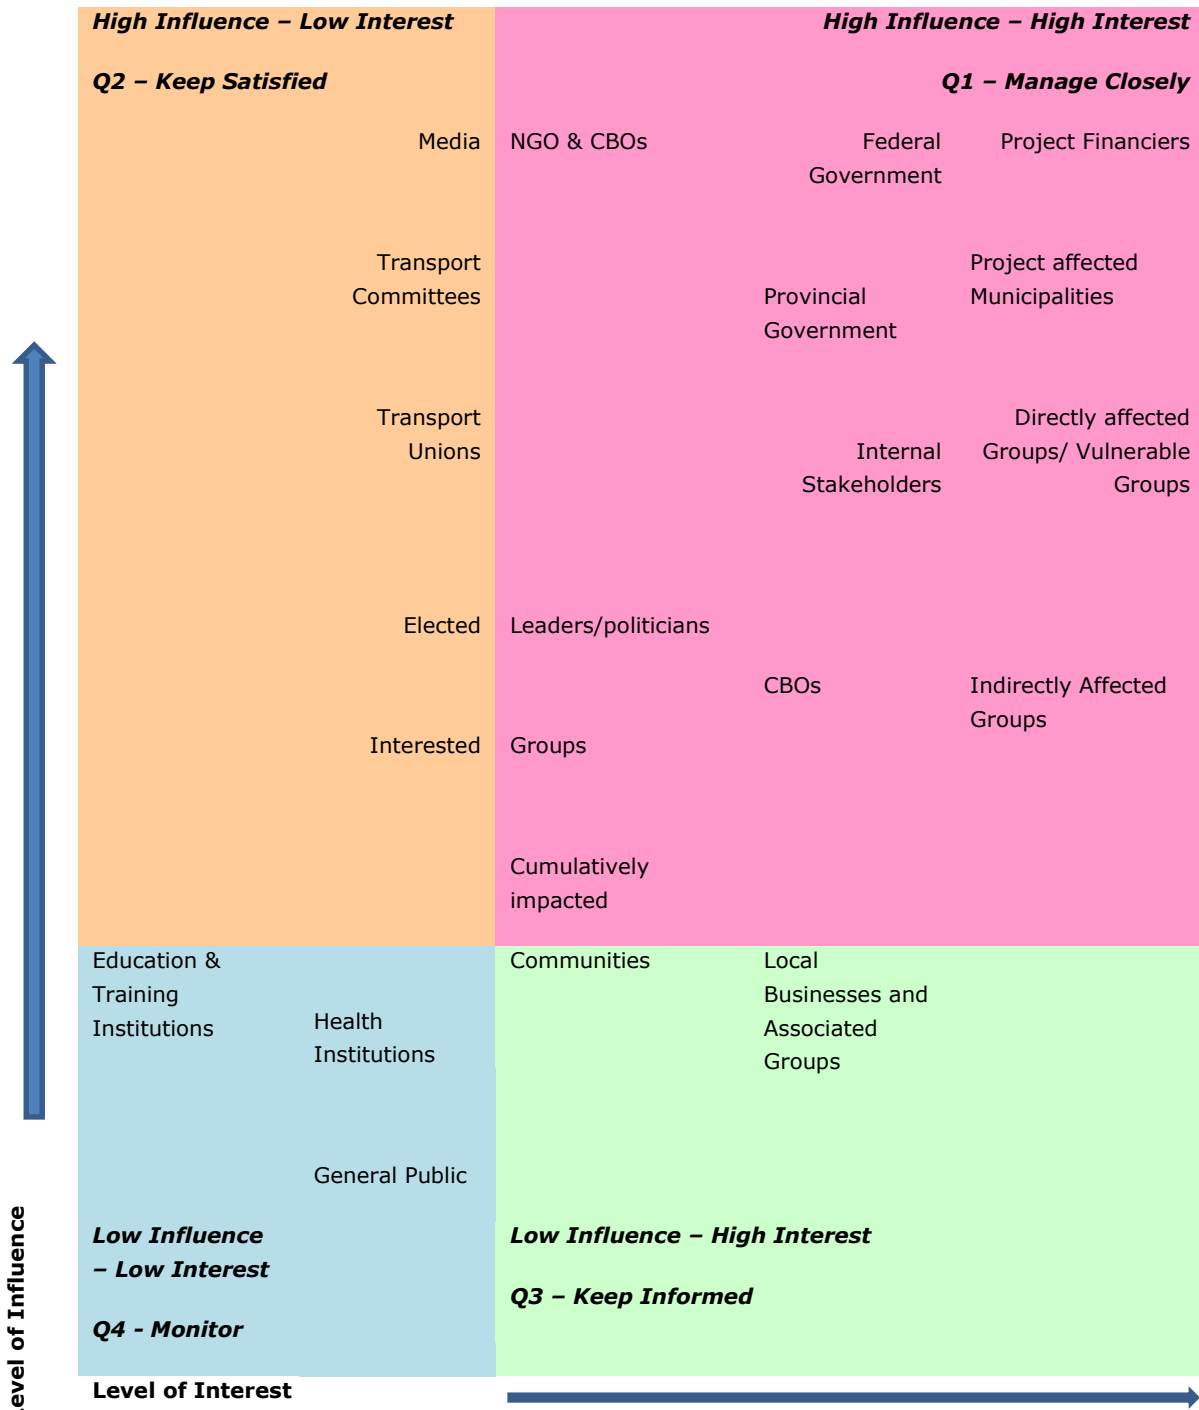 High Influence – Low Interest
High Influence – High Interest
Q2 – Keep Satisfied
Q1 – Manage Closely
Media
NGO & CBOs
Federal
Government
Project Financiers
Transport
Committees
Provincial
Government
Project affected
Municipalities
Transport
Unions
Internal
Stakeholders
Directly affected
Groups/ Vulnerable
Groups
Elected Leaders/politicians
CBOs
Indirectly Affected
Groups
Interested Groups
Cumulatively
impacted
Communities
Education &
Training
Institutions
Health
Institutions
Local
Businesses and
Associated
Groups
General Public
Low Influence
– Low Interest
Q4 - Monitor
Low Influence – High Interest
Q3 – Keep Informed
Level of Influence
Level of Interest